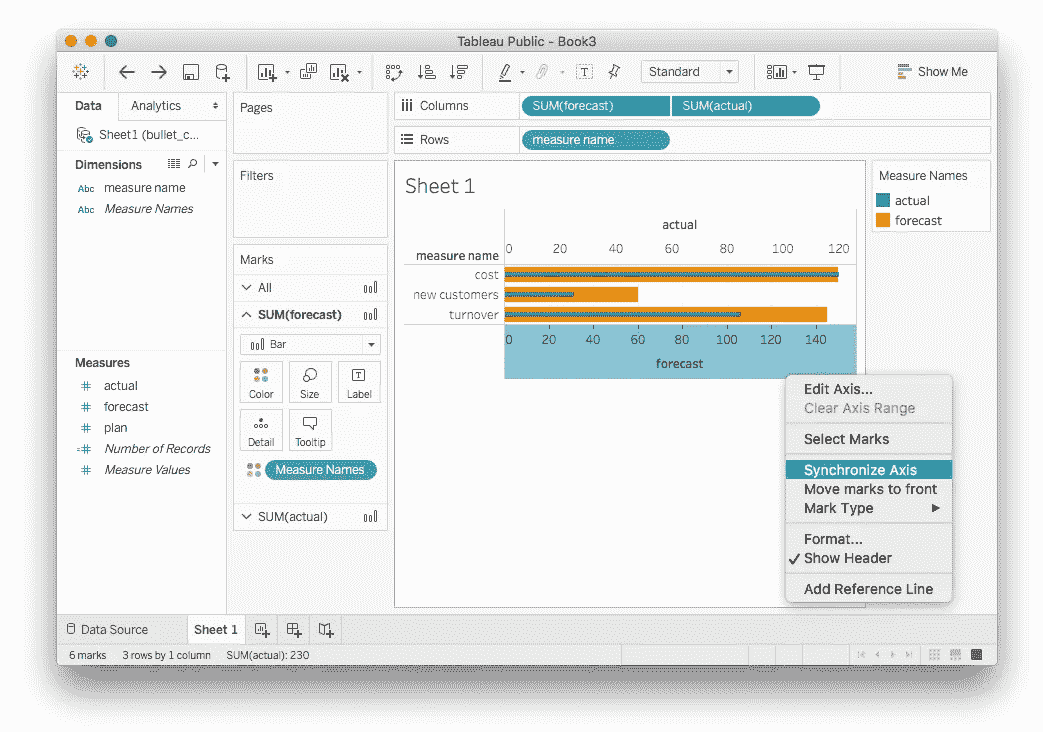 Tableau Public - Book3
Standard
Show Me
Data Analytics
Pages
Columns SUM(forecast) SUM(actual)
Sheet1 (bullet_c...
Rows measure name
Dimensions
Abc measure name
Abc Measure Names
Filters
Sheet 1
Measure Names
actual
forecast
actual
0 20 40 60 80 100 120
measure name
cost
new customers
turnover
0 20 40 60 80 100 120 140
forecast
Marks
All
SUM(forecast)
Bar
Color Size Label
Detail Tooltip
Measure Names
SUM(actual)
Measures
# actual
# forecast
# plan
=# Number of Records
# Measure Values
Edit Axis...
Clear Axis Range
Select Marks
Synchronize Axis
Move marks to front
Mark Type
Format...
Show Header
Add Reference Line
Data Source Sheet 1
6 marks 3 rows by 1 column SUM(actual): 230